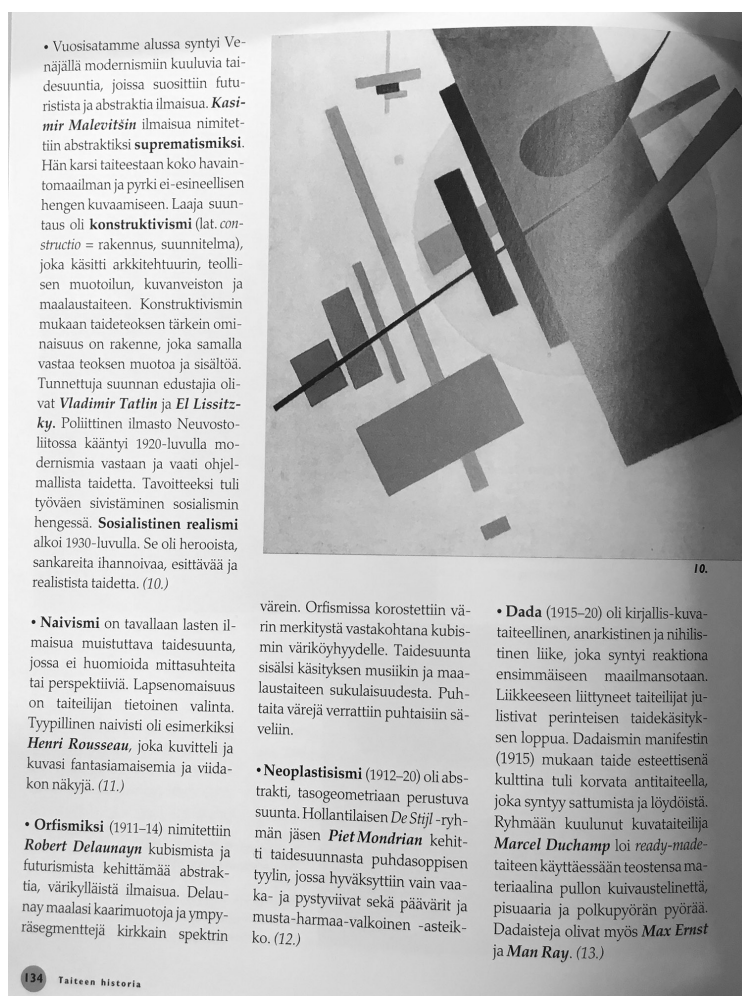 • Vuosisatamme alussa syntyi Ve-
näjällä modernismiin kuuluvia tai-
desuuntia, joissa suosittiin futu-
ristista ja abstraktia ilmaisua. Kasi-
mir Malevitšin ilmaisua nimitet-
tiin abstraktiksi suprematismiksi.
Hän karsi taiteestaan koko havain-
tomaailman ja pyrki ei-esineellisen
hengen kuvaamiseen. Laaja suun-
taus oli konstruktivismi (lat. con-
structio = rakennus, suunnitelma),
joka käsitti arkkitehtuurin, teolli-
sen muotoilun, kuvanveiston ja
maalaustaiteen. Konstruktivismin
mukaan taideteoksen tärkein omi-
naisuus on rakenne, joka samalla
vastaa teoksen muotoa ja sisältöä.
Tunnettuja suunnan edustajia oli-
vat Vladimir Tatlin ja El Lissitz-
ky. Poliittinen ilmasto Neuvosto-
liitossa kääntyi 1920-luvulla mo-
dernismia vastaan ja vaati ohjel-
mallista taidetta. Tavoitteeksi tuli
työväen sivistäminen sosialismin
hengessä. Sosialistinen realismi
alkoi 1930-luvulla. Se oli herooista,
sankareita ihannoivaa, esittävää ja
realistista taidetta. (10.)
• Naivismi on tavallaan lasten il-
maisua muistuttava taidesuunta,
jossa ei huomioida mittasuhteita
tai perspektiiviä. Lapsenomaisuus
on taiteilijan tietoinen valinta.
Tyypillinen naivisti oli esimerkiksi
Henri Rousseau, joka kuvitteli ja
kuvasi fantasiamaisemia ja viida-
kon näkyjä. (11.)
• Orfismiksi (1911–14) nimitettiin
Robert Delaunayn kubismista ja
futurismista kehittämää abstrak-
tia, värikylläistä ilmaisua. Delau-
nay maalasi kaarimuotoja ja ympy-
räsegmenttejä kirkkain spektrin
värein. Orfismissa korostettiin vä-
rin merkitystä vastakohtana kubis-
min väriköyhyydelle. Taidesuunta
sisälsi käsityksen musiikin ja maa-
laustaiteen sukulaisuudesta. Puh-
taita värejä verrattiin puhtaisiin sä-
veliin.
• Neoplastisismi (1912–20) oli abs-
trakti, tasogeometriaan perustuva
suunta. Hollantilaisen De Stijl -ryh-
män jäsen Piet Mondrian kehit-
ti taidesuunnasta puhdasoppisen
tyylin, jossa hyväksyttiin vain vaa-
ka- ja pystyviivat sekä päävärit ja
musta-harmaa-valkoinen -asteik-
ko. (12.)
10.
• Dada (1915–20) oli kirjallis-kuva-
taiteellinen, anarkistinen ja nihilis-
tinen liike, joka syntyi reaktiona
ensimmäiseen maailmansotaan.
Liikkeeseen liittyneet taiteilijat ju-
listivat perinteisen taidekäsityk-
sen loppua. Dadaismin manifestin
(1915) mukaan taide esteettisenä
kulttina tuli korvata antitaiteella,
joka syntyy sattumista ja löydöistä.
Ryhmään kuulunut kuvataiteilija
Marcel Duchamp loi ready-made-
taiteen käyttäessään teostensa ma-
teriaalina pullon kuivaustelinettä,
pisuaaria ja polkupyörän pyörää.
Dadaisteja olivat myös Max Ernst
ja Man Ray. (13.)
134 Taiteen historia